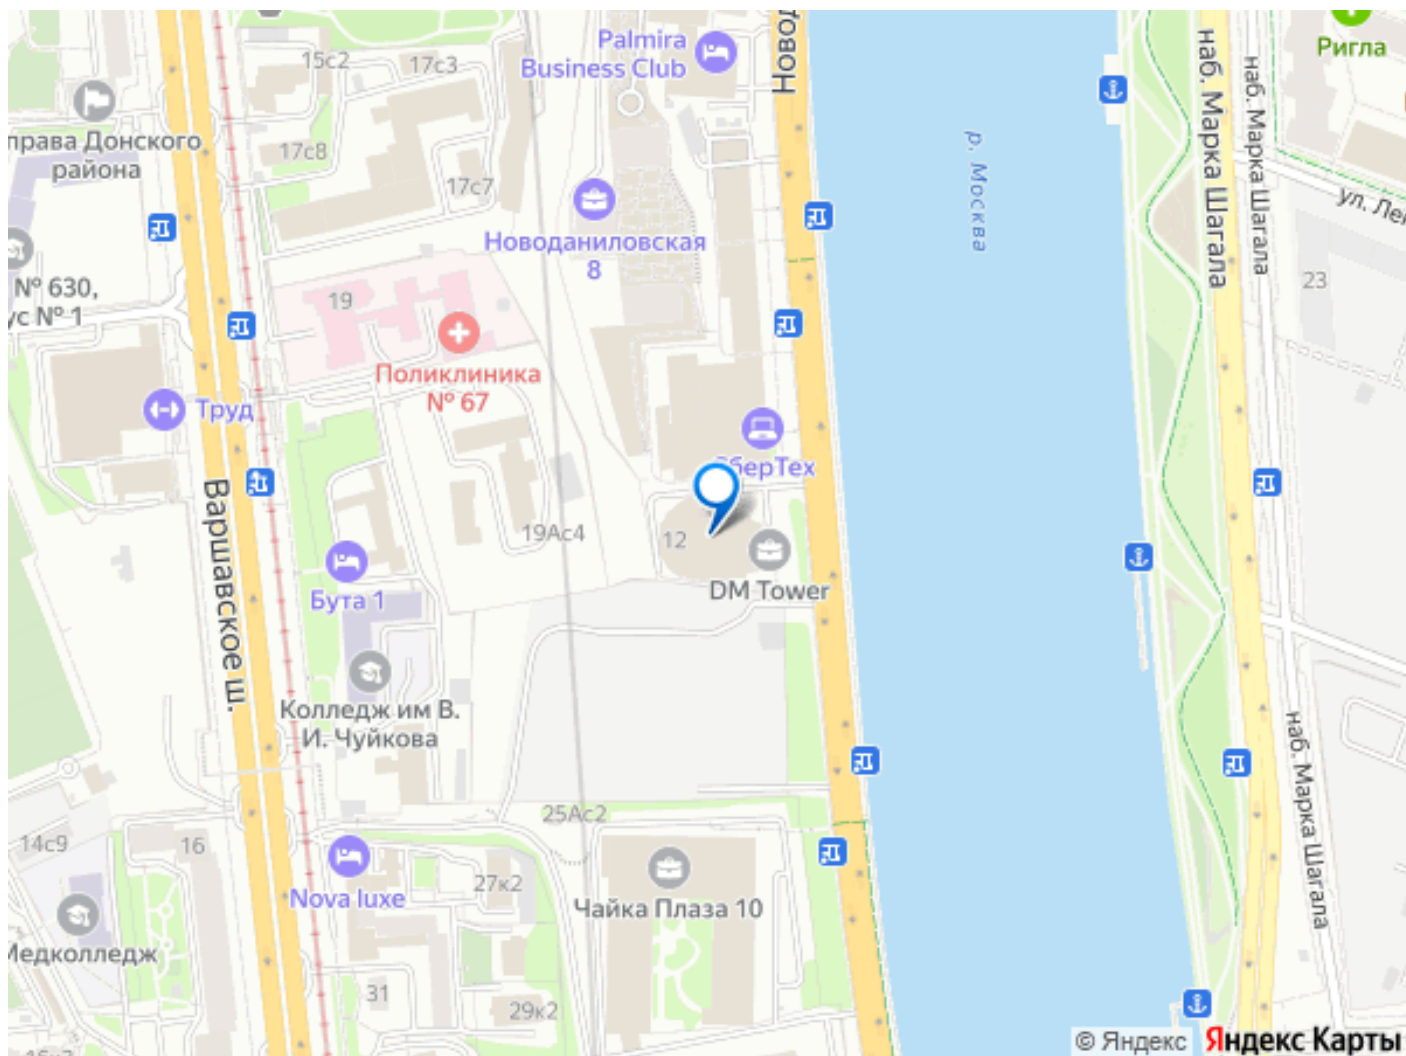 Palmira
Business Club
15с2
17с3
Новод
наб. Марка Шагала
наб. Марка Шагала
Ригла
права Донского
района
17с8
17с7
р. Москва
ул. Лей
Новоданиловская
8
№ 630,
ус № 1
19
23
Поликлиника
№ 67
Труд
СберТех
Варшавское ш.
19Ас4
12
DM Tower
Бута 1
Колледж им В.
И. Чуйкова
наб. Марка Шагала
25Ас2
14с9
16
Nova luxe
27к2
Чайка Плаза 10
Медколледж
31
29к2
© Яндекс
Яндекс Карты